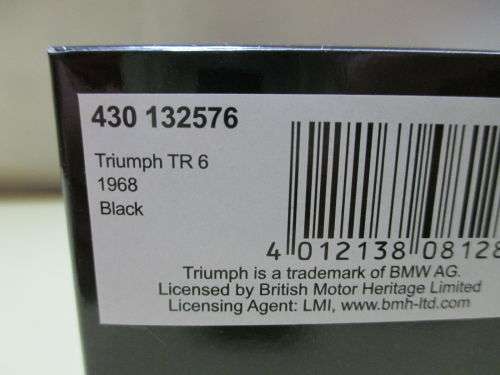 430 132576
Triumph TR 6
1968
Black
4 012138 08128
Triumph is a trademark of BMW AG.
Licensed by British Motor Heritage Limited
Licensing Agent: LMI, www.bmh-ltd.com